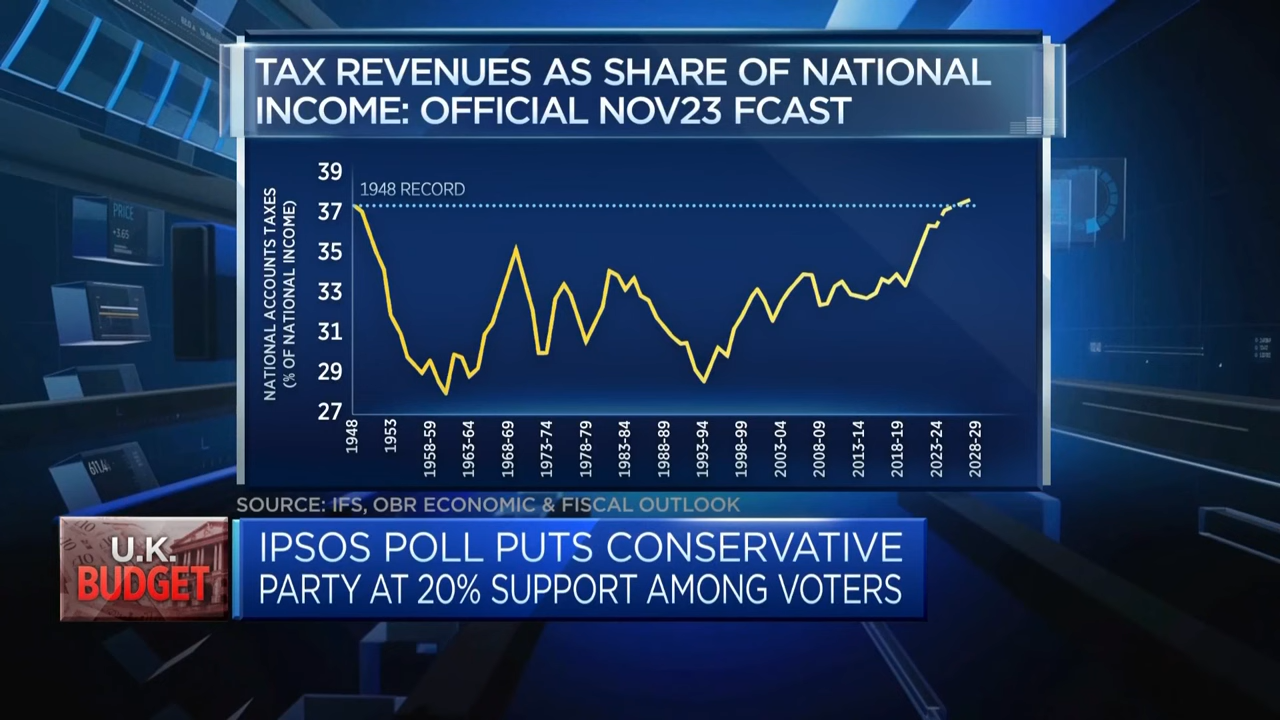 TAX REVENUES AS SHARE OF NATIONAL
INCOME: OFFICIAL NOV23 FCAST
NATIONAL ACCOUNTS TAXES
(% OF NATIONAL INCOME)
39
37
35
33
31
29
27
1948 RECORD
1948
1953
1958-59
1963-64
1968-69
1973-74
1978-79
1983-84
1988-89
1993-94
1998-99
2003-04
2008-09
2013-14
2018-19
2023-24
2028-29
SOURCE: IFS, OBR ECONOMIC & FISCAL OUTLOOK
U.K.
BUDGET
IPSOS POLL PUTS CONSERVATIVE
PARTY AT 20% SUPPORT AMONG VOTERS
PRICE